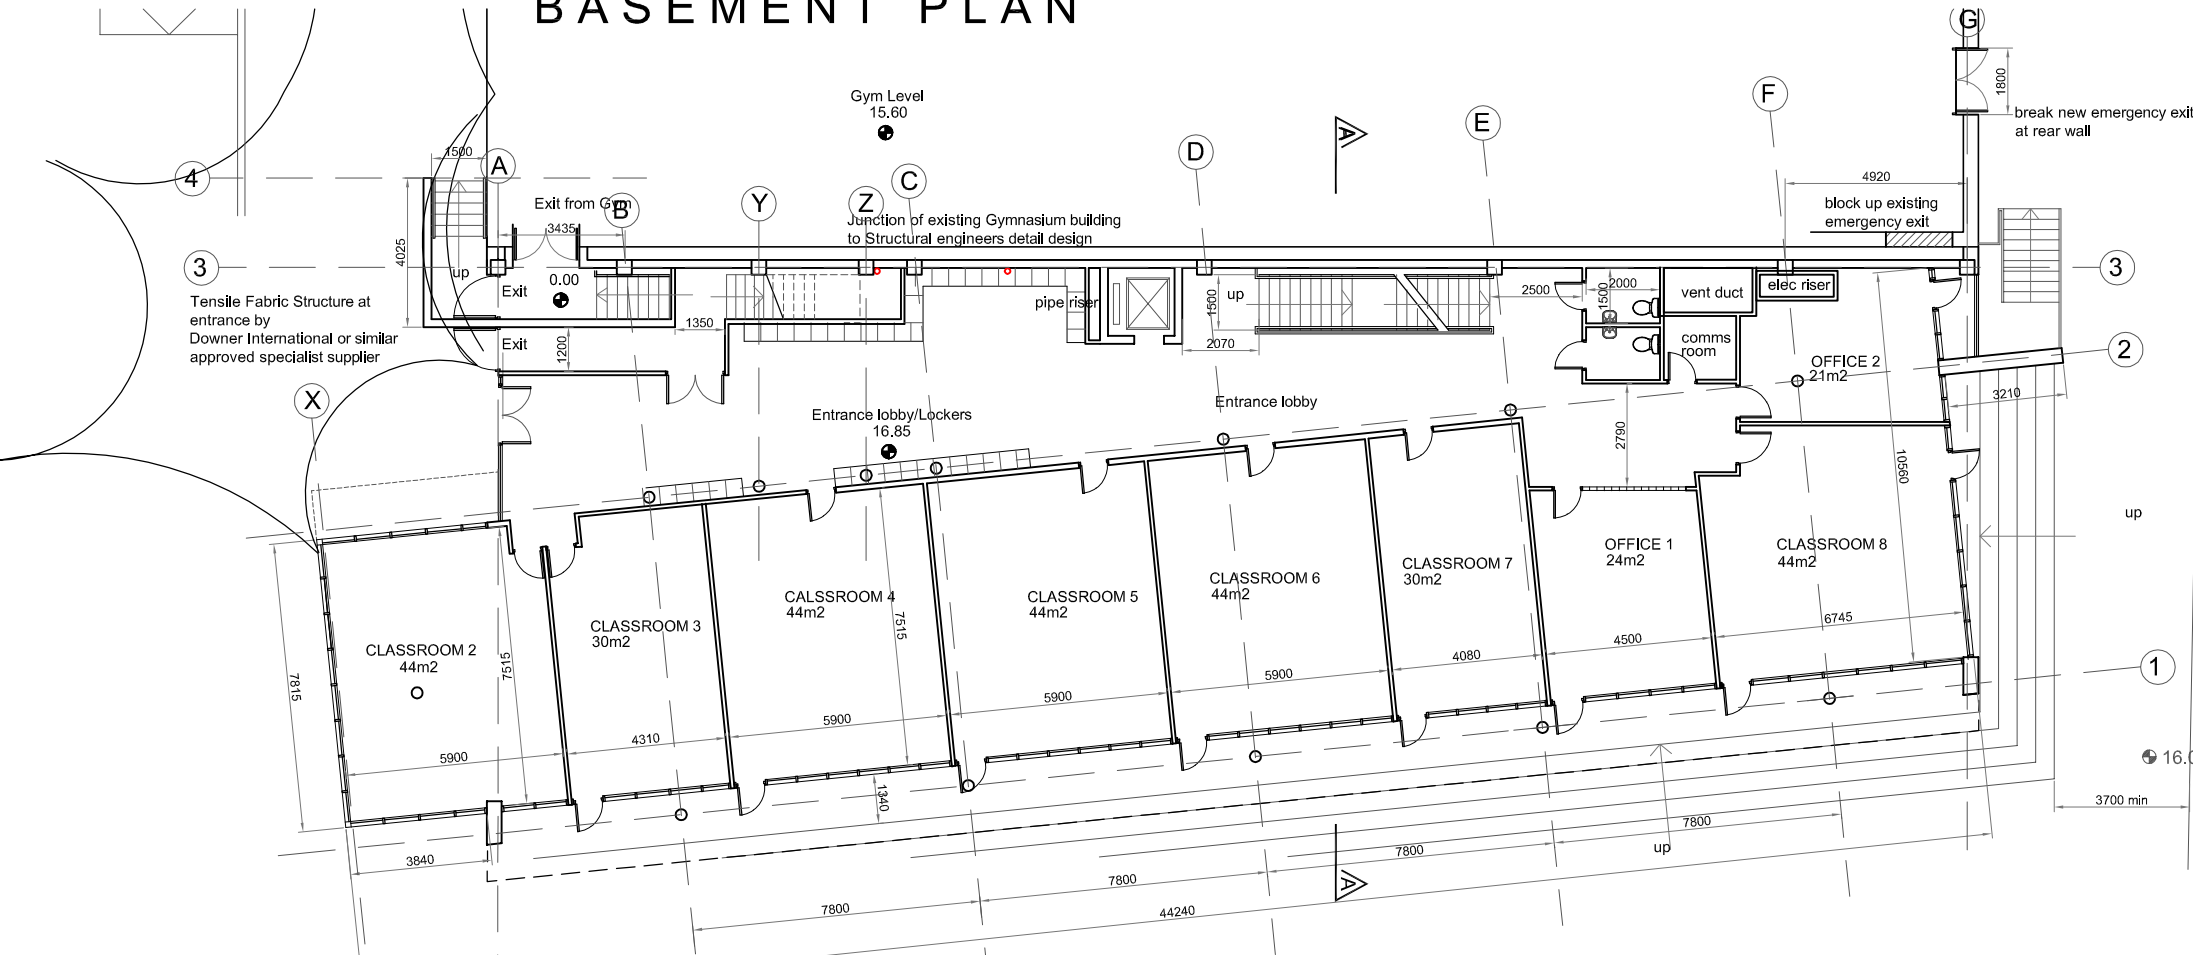 BASEMENT PLAN
G
1800
break new emergency exit
at rear wall
F
E
D
A
Gym Level
15.60
4
1500
A
C
4920
block up existing
emergency exit
Exit from Gym
B
Y
Z
3435
Junction of existing Gymnasium building
to Structural engineers detail design
4025
3
up
Exit
0.00
pipe riser
1500
up
2500
1500
2000
vent duct
elec riser
3
Tensile Fabric Structure at
entrance by
Downer International or similar
approved specialist supplier
Exit
1200
1350
2070
comms
room
OFFICE 2
21m2
2
3210
X
Entrance lobby/Lockers
16.85
Entrance lobby
2790
10560
up
CLASSROOM 2
44m2
7815
7515
5900
3840
CLASSROOM 3
30m2
4310
CALSSROOM 4
44m2
7515
5900
1340
CLASSROOM 5
44m2
5900
CLASSROOM 6
44m2
5900
CLASSROOM 7
30m2
4080
OFFICE 1
24m2
4500
CLASSROOM 8
44m2
6745
1
16.0
3700 min
7800
up
7800
7800
7800
A
44240